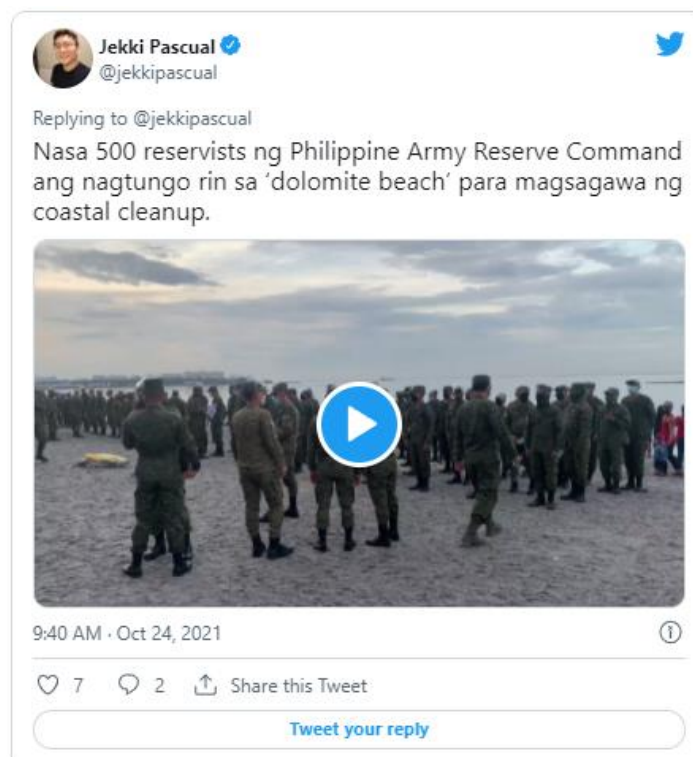 Jekki Pascual
@jekkipascual
Replying to @jekkipascual
Nasa 500 reservists ng Philippine Army Reserve Command
ang nagtungo rin sa ‘dolomite beach’ para magsagawa ng
coastal cleanup.
9:40 AM · Oct 24, 2021
7 2 Share this Tweet
Tweet your reply